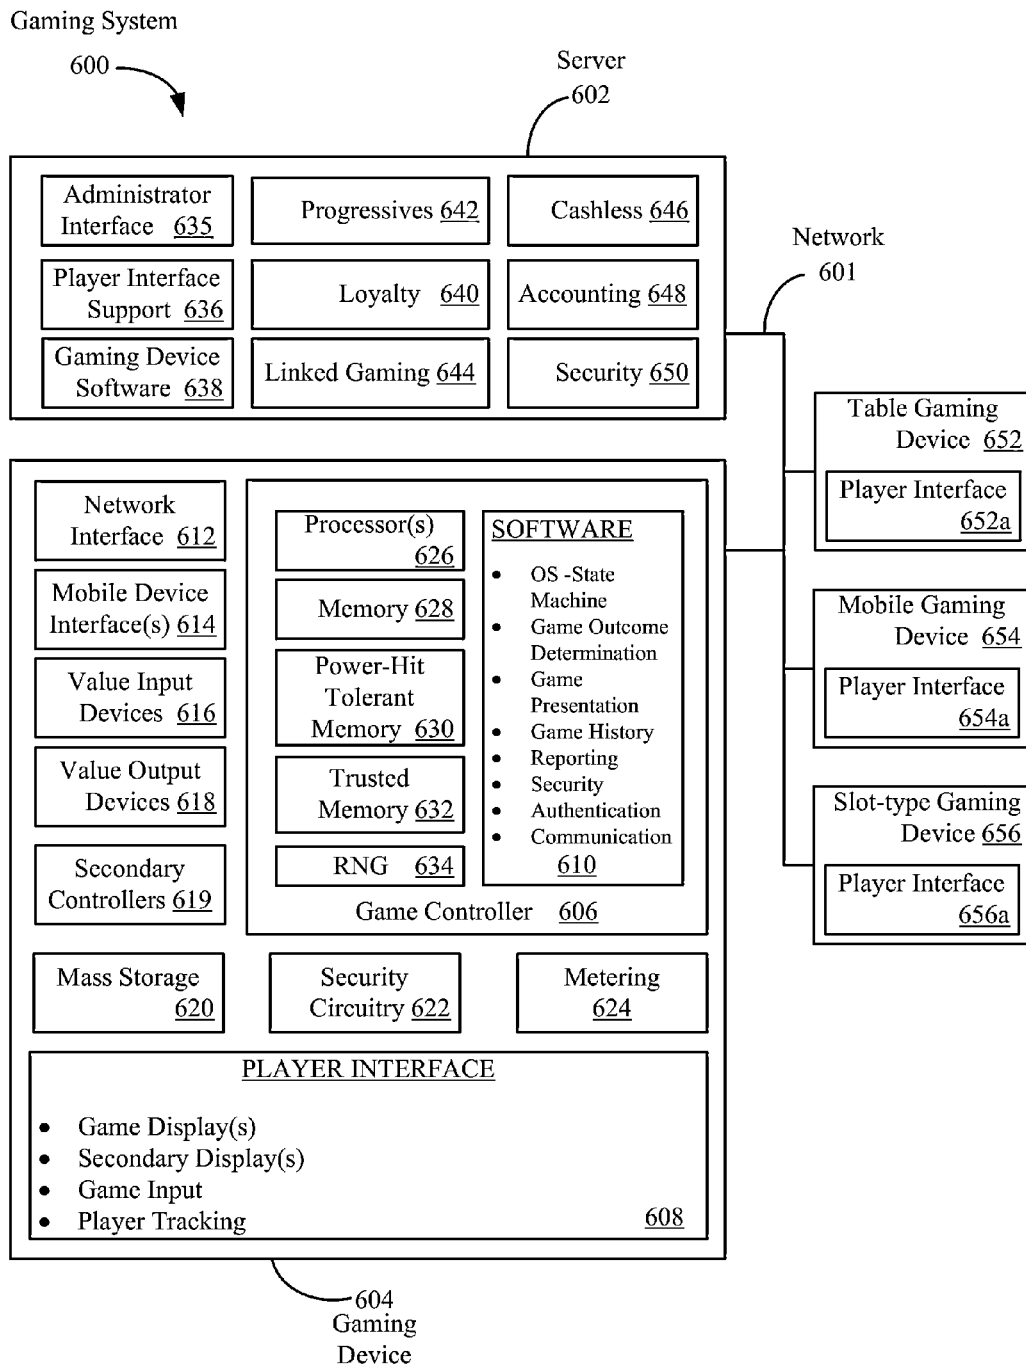 Gaming System
600
Server
602
Administrator
Interface 635
Progressives 642
Cashless 646
Player Interface
Support 636
Loyalty 640
Accounting 648
Gaming Device
Software 638
Linked Gaming 644
Security 650
Network
601
Table Gaming
Device 652
Player Interface
652a
Mobile Gaming
Device 654
Player Interface
654a
Slot-type Gaming
Device 656
Player Interface
656a
Network
Interface 612
Mobile Device
Interface(s) 614
Value Input
Devices 616
Value Output
Devices 618
Secondary
Controllers 619
Processor(s)
626
Memory 628
Power-Hit
Tolerant
Memory 630
Trusted
Memory 632
RNG 634
SOFTWARE
• OS -State
Machine
• Game Outcome
Determination
• Game
Presentation
• Game History
• Reporting
• Security
• Authentication
• Communication
610
Game Controller 606
Mass Storage
620
Security
Circuitry 622
Metering
624
PLAYER INTERFACE
• Game Display(s)
• Secondary Display(s)
• Game Input
• Player Tracking
608
604
Gaming
Device